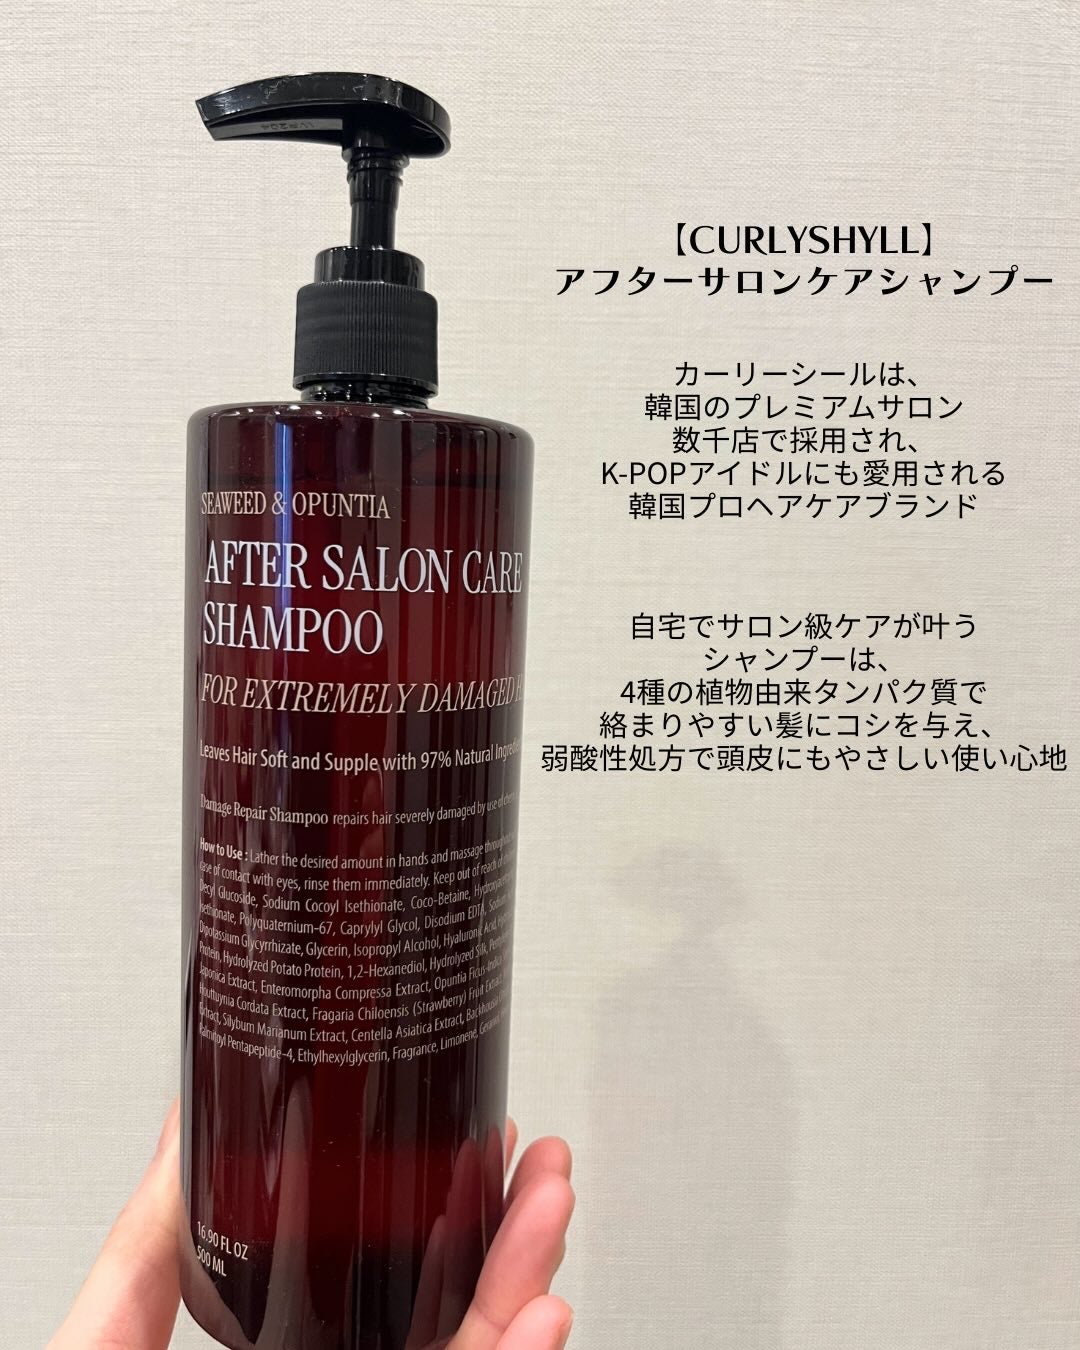 【CURLYSHYLL】
アフターサロンケアシャンプー
カーリーシールは、
韓国のプレミアムサロン
数千店で採用され、
K-POPアイドルにも愛用される
韓国プロヘアケアブランド
自宅でサロン級ケアが叶う
シャンプーは、
4種の植物由来タンパク質で
絡まりやすい髪にコシを与え、
弱酸性処方で頭皮にもやさしい使い心地
SEAWEED & OPUNTIA
AFTER SALON CARE
SHAMPOO
FOR EXTREMELY DAMAGED
Leaves Hair Soft and Supple with 97% Natural
Damage Repair Shampoo repairs hair severely damaged by use of
How to Use : Lather the desired amount in hands and massage throughout
case of contact with eyes, rinse them immediately. Keep out of reach of
Decyl Glucoside, Sodium Cocoyl Isethionate, Coco-Betaine,
Isethionate, Polyquaternium-67, Caprylyl Glycol, Disodium EDTA, Sodium
Dipotassium Glycyrrhizate, Glycerin, Isopropyl Alcohol, Hyaluronic Acid,
Protein, Hydrolyzed Potato Protein, 1,2-Hexanediol, Hydrolyzed Silk,
Japonica Extract, Enteromorpha Compressa Extract, Opuntia Ficus-Indica
Houttuynia Cordata Extract, Fragaria Chiloensis (Strawberry) Fruit Extract,
Extract, Silybum Marianum Extract, Centella Asiatica Extract, Backhousia
Palmitoyl Pentapeptide-4, Ethylhexylglycerin, Fragrance, Limonene,
16.90 FL OZ
500 ML